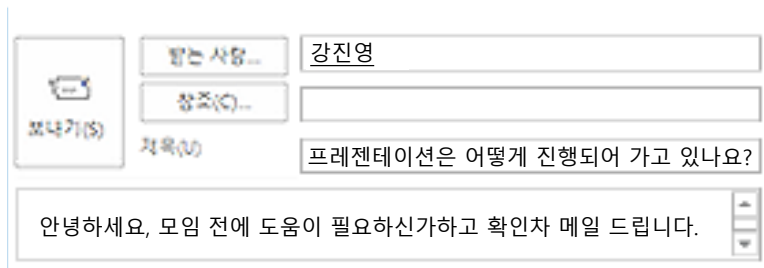 받는 사람...
강진영
참조(C)...
보내기(S)
제목(U)
프레젠테이션은 어떻게 진행되어 가고 있나요?
안녕하세요, 모임 전에 도움이 필요하신가하고 확인차 메일 드립니다.